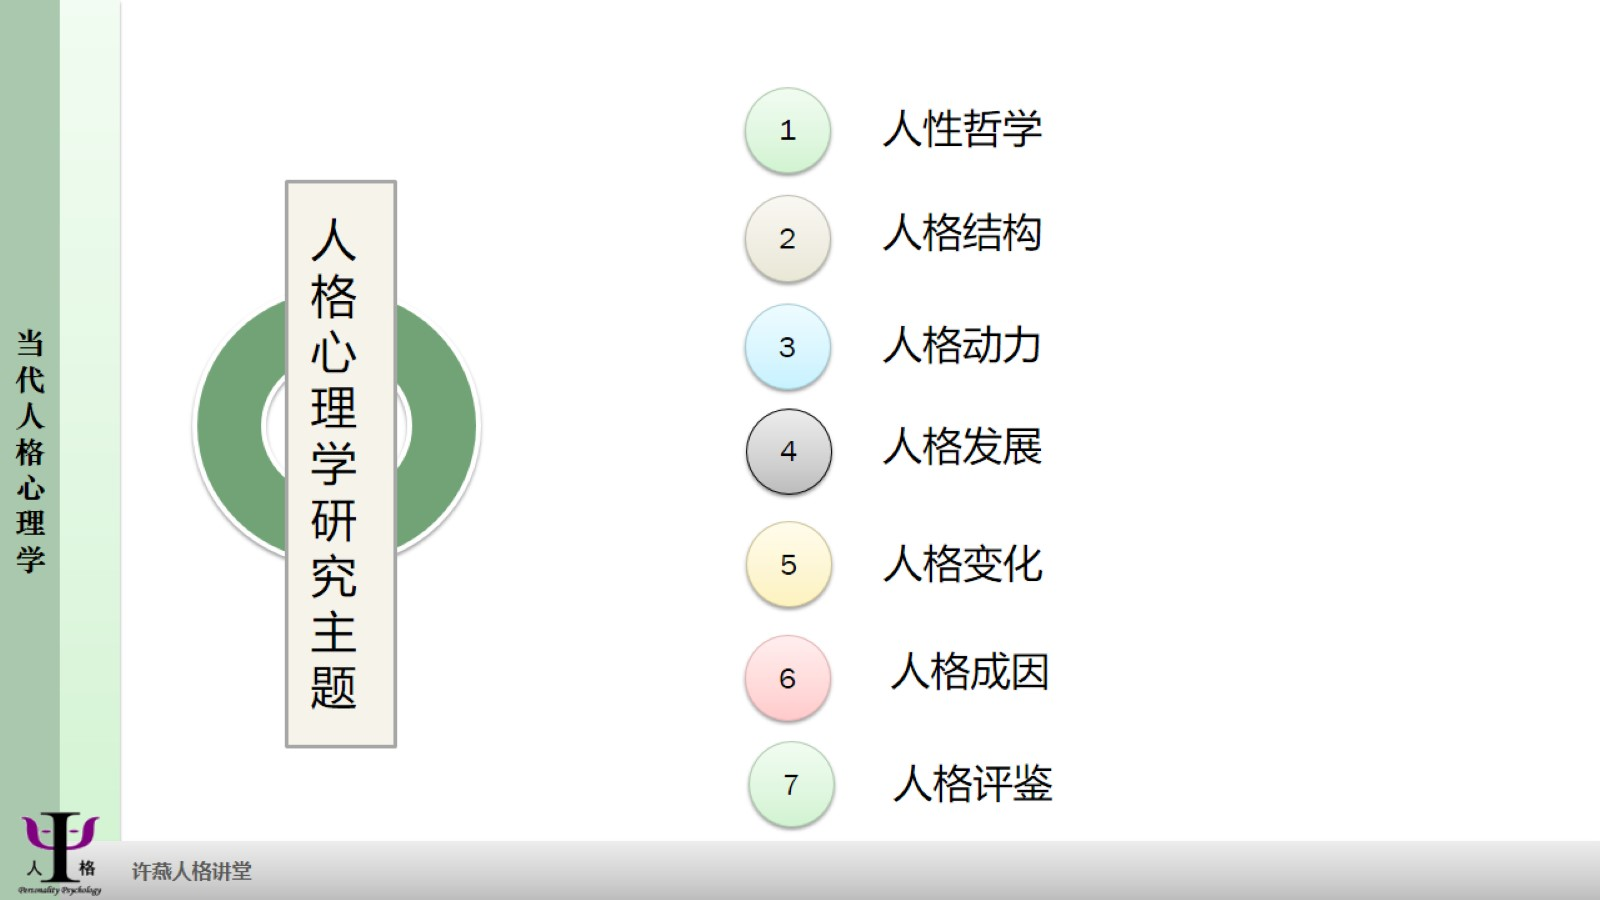 当代人格心理学
人格心理学研究主题
1 人性哲学
2 人格结构
3 人格动力
4 人格发展
5 人格变化
6 人格成因
7 人格评鉴
人格
Personality Psychology
许燕人格讲堂